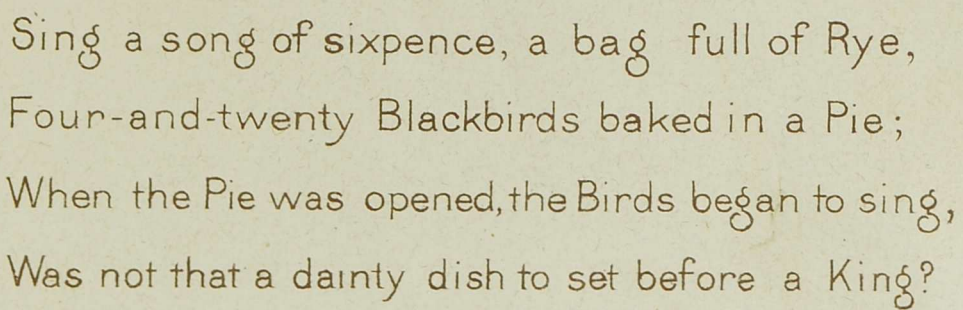 Sing a song of sixpence, a bag full of Rye,
Four-and-twenty Blackbirds baked in a Pie;
When the Pie was opened, the Birds began to sing,
Was not that a dainty dish to set before a King?